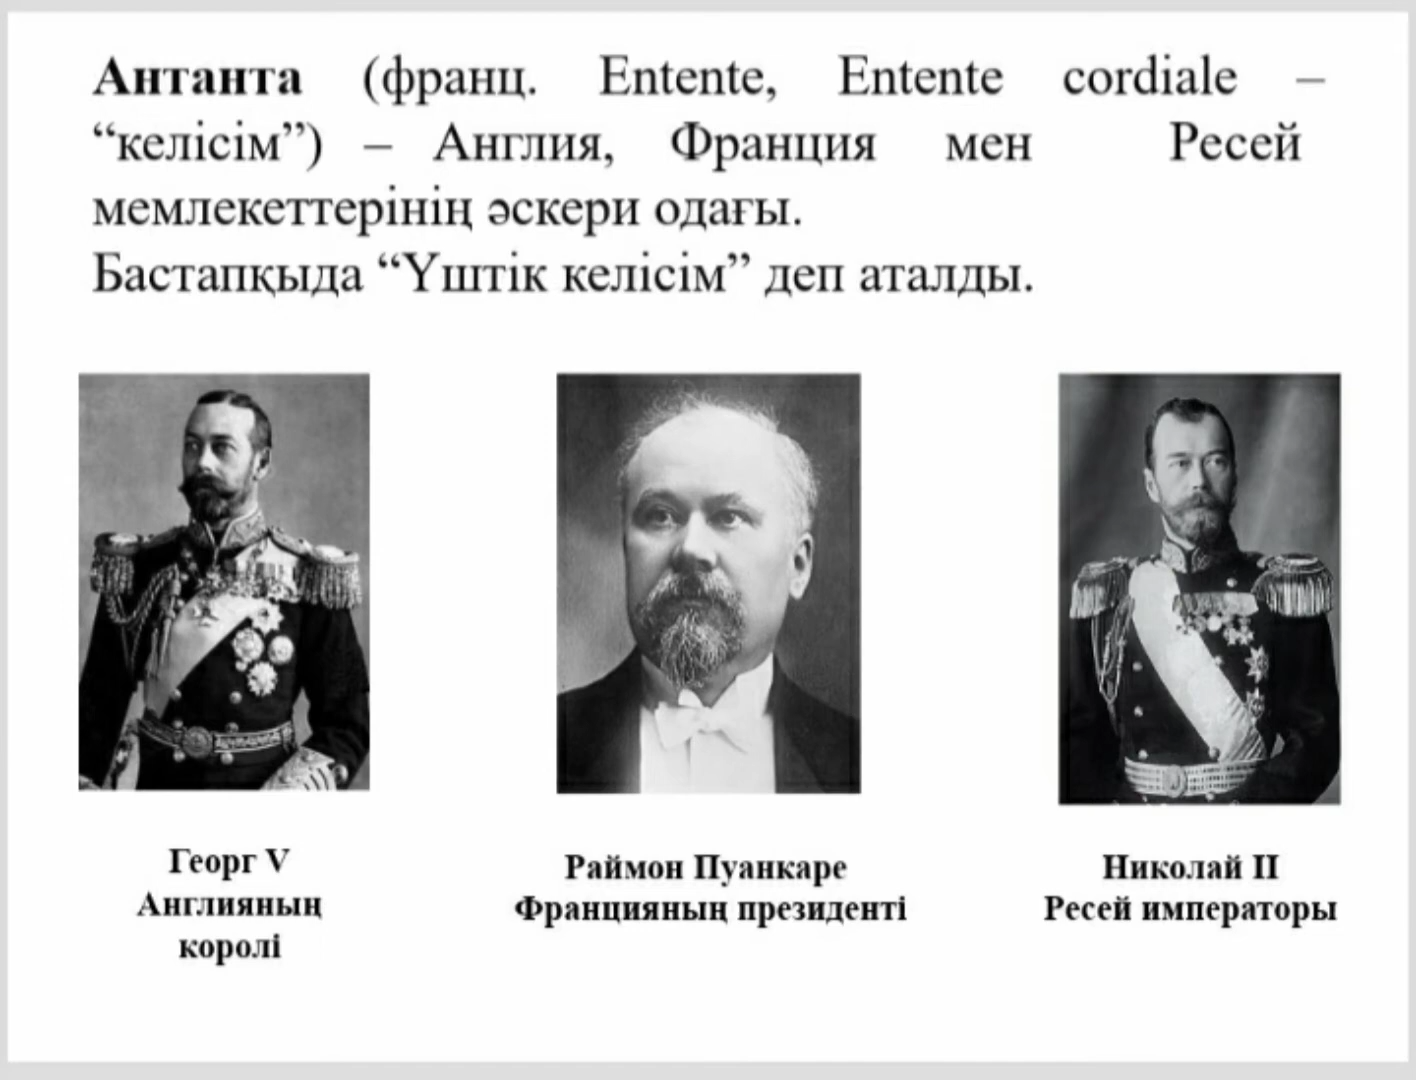 Антанта (франц. Entente, Entente cordiale –
“келісім”) – Англия, Франция мен Ресей
мемлекеттерінің әскери одағы.
Бастапқыда “Үштік келісім” деп аталды.
Георг V
Англияның
королі
Раймон Пуанкаре
Францияның президенті
Николай II
Ресей императоры